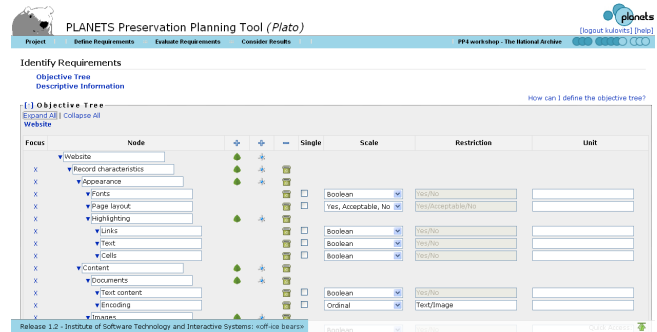 PLANETS Preservation Planning Tool (Plato)
planets
[logout kulovits] [help]
Project Define Requirements Evaluate Requirements Consider Results PP4 workshop - The National Archive
Identify Requirements
Objective Tree
Descriptive Information
How can I define the objective tree?
[-] Objective Tree
Expand All | Collapse All
Website
Focus Node Single Scale Restriction Unit
Website
X Record characteristics
X Appearance
X Fonts Boolean Yes/No
X Page layout Yes, Acceptable, No Yes/Acceptable/No
X Highlighting
X Links Boolean Yes/No
X Text Boolean Yes/No
X Cells Boolean Yes/No
X Content
X Documents
X Text content Boolean Yes/No
X Encoding Ordinal Text/Image
X Images
Release 1.2 - Institute of Software Technology and Interactive Systems: «off-ice bears»
Boolean Yes/No